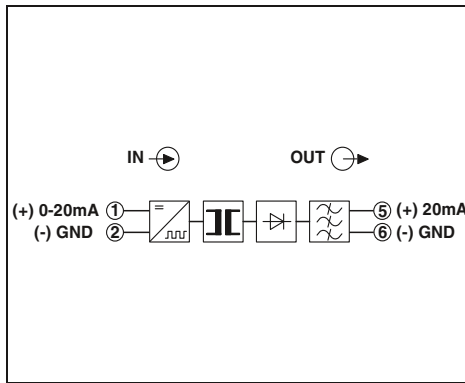 IN OUT
(+) 0-20mA 1 5 (+) 20mA
(-) GND 2 6 (-) GND